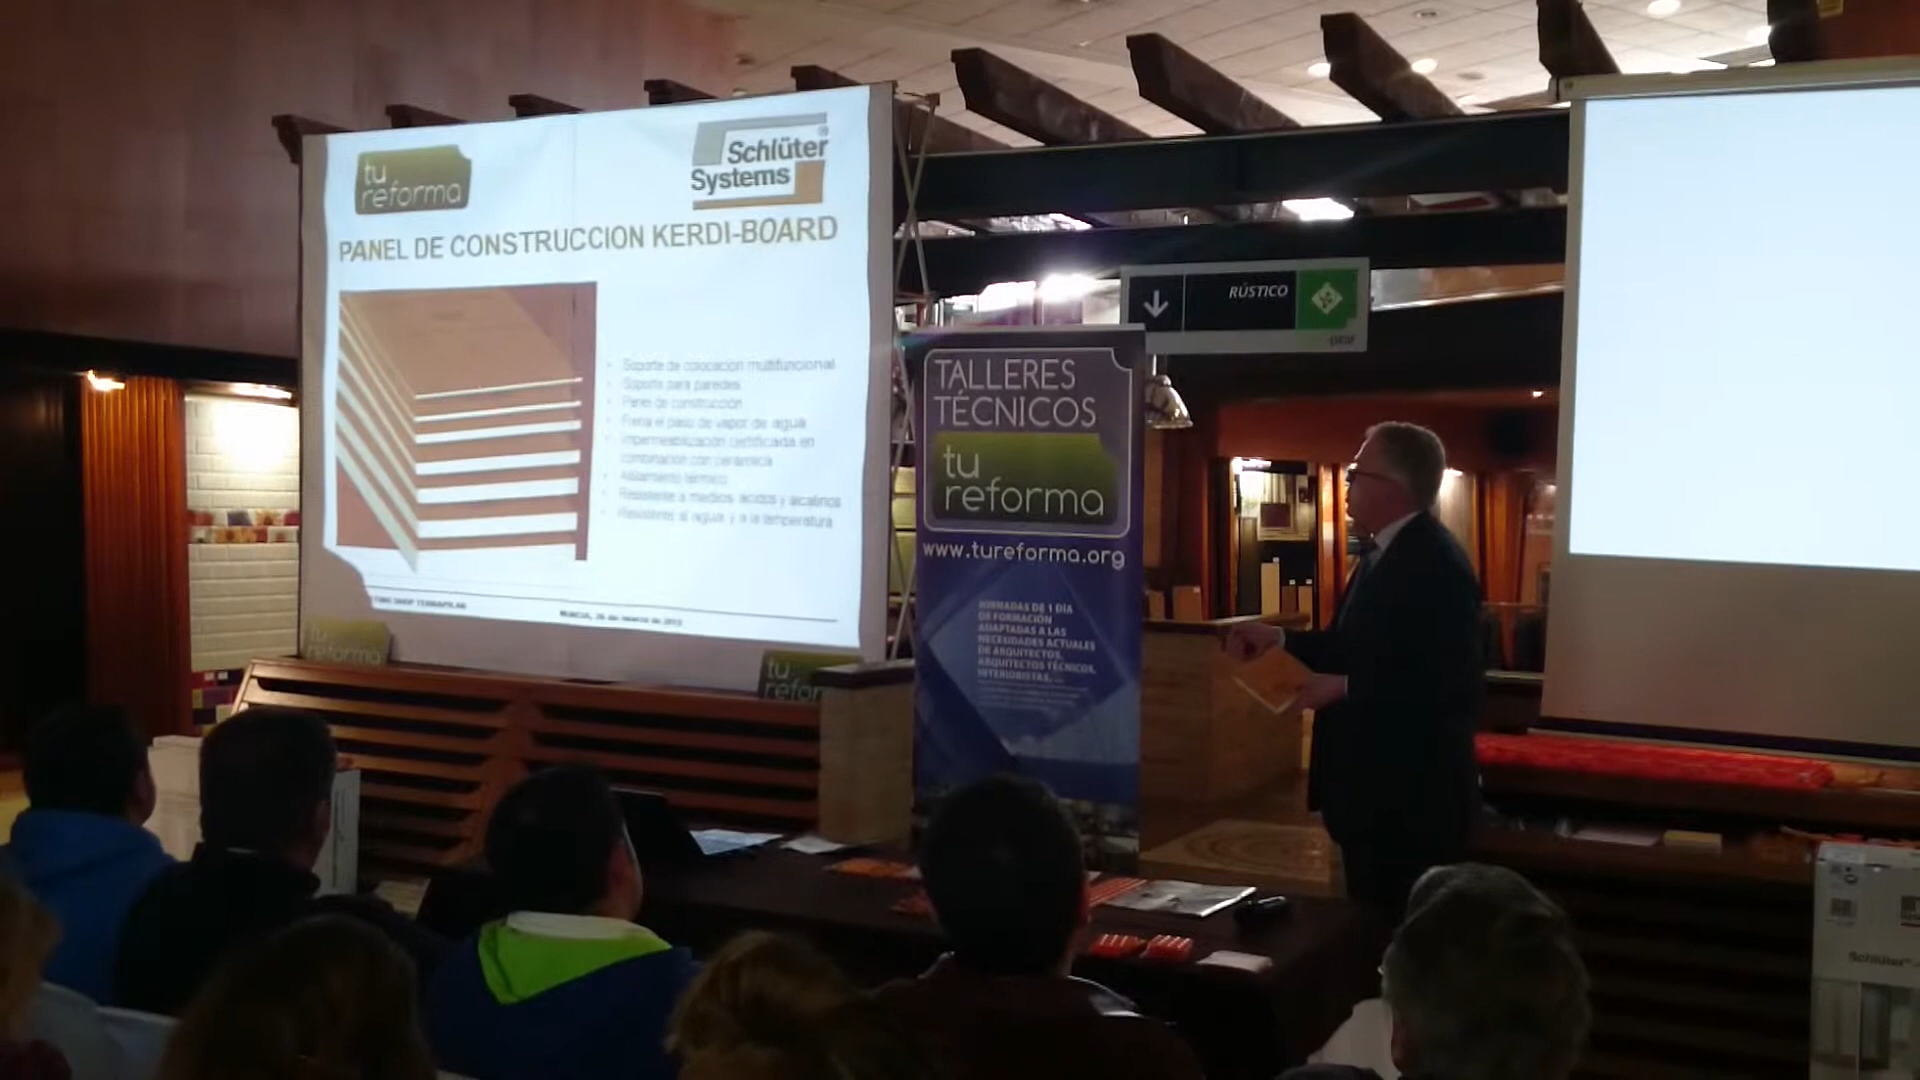 tu
reforma
Schlüter®
Systems
PANEL DE CONSTRUCCION KERDI-BOARD
Soporte de colocación multifuncional
Soporte para paredes
Panel de construcción
Frena el paso de vapor de agua
Impermeabilización certificada en
combinación con cerámica
Aislamiento térmico
Resistente a medios ácidos y alcalinos
Resistente al agua y a la temperatura
tu
reforma
tu
refor
RÚSTICO
TALLERES
TÉCNICOS
tu
reforma
www.tureforma.org
JORNADAS DE 1 DÍA
DE FORMACIÓN
ADAPTADAS A LAS
NECESIDADES ACTUALES
DE ARQUITECTOS,
ARQUITECTOS TÉCNICOS,
INTERIORISTAS, ...
Schlüter